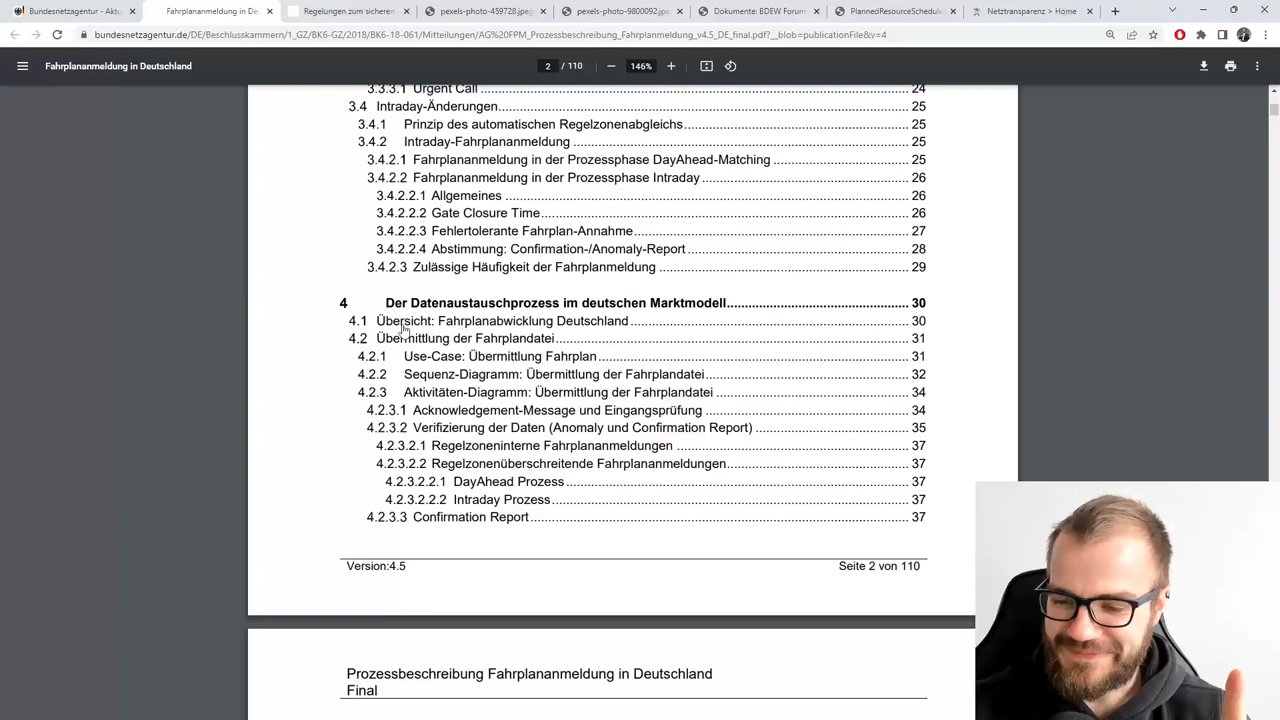 Bundesnetzagentur - Aktu
Fahrplananmeldung in De
Regelungen zum sicheren
pexels-photo-459728.jpeg
pexels-photo-9800092.jpe
Dokumente: BDEW Forum
PlannedResourceSchedule
Netztransparenz > Home
bundesnetzagentur.de/DE/Beschlusskammern/1_GZ/BK6-GZ/2018/BK6-18-061/Mitteilungen/AG%20FPM_Prozessbeschreibung_Fahrplananmeldung_v4.5_DE_final.pdf?__blob=publicationFile&v=4
Fahrplananmeldung in Deutschland
2 / 110
146%
3.3.3.1 Urgent Call 24
3.4 Intraday-Änderungen 25
3.4.1 Prinzip des automatischen Regelzonenabgleichs 25
3.4.2 Intraday-Fahrplananmeldung 25
3.4.2.1 Fahrplananmeldung in der Prozessphase DayAhead-Matching 25
3.4.2.2 Fahrplananmeldung in der Prozessphase Intraday 26
3.4.2.2.1 Allgemeines 26
3.4.2.2.2 Gate Closure Time 26
3.4.2.2.3 Fehlertolerante Fahrplan-Annahme 27
3.4.2.2.4 Abstimmung: Confirmation-/Anomaly-Report 28
3.4.2.3 Zulässige Häufigkeit der Fahrplanmeldung 29
4 Der Datenaustauschprozess im deutschen Marktmodell 30
4.1 Übersicht: Fahrplanabwicklung Deutschland 30
4.2 Übermittlung der Fahrplandatei 31
4.2.1 Use-Case: Übermittlung Fahrplan 31
4.2.2 Sequenz-Diagramm: Übermittlung der Fahrplandatei 32
4.2.3 Aktivitäten-Diagramm: Übermittlung der Fahrplandatei 34
4.2.3.1 Acknowledgement-Message und Eingangsprüfung 34
4.2.3.2 Verifizierung der Daten (Anomaly und Confirmation Report) 35
4.2.3.2.1 Regelzoneninterne Fahrplananmeldungen 37
4.2.3.2.2 Regelzonenüberschreitende Fahrplananmeldungen 37
4.2.3.2.2.1 DayAhead Prozess 37
4.2.3.2.2.2 Intraday Prozess 37
4.2.3.3 Confirmation Report 37
Version:4.5 Seite 2 von 110
Prozessbeschreibung Fahrplananmeldung in Deutschland
Final